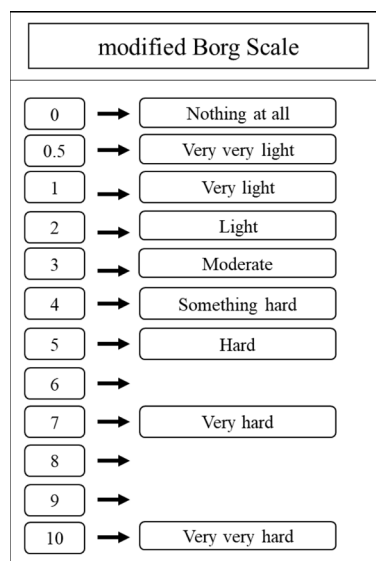 modified Borg Scale
0 Nothing at all
0.5 Very very light
1 Very light
2 Light
3 Moderate
4 Something hard
5 Hard
6
7 Very hard
8
9
10 Very very hard